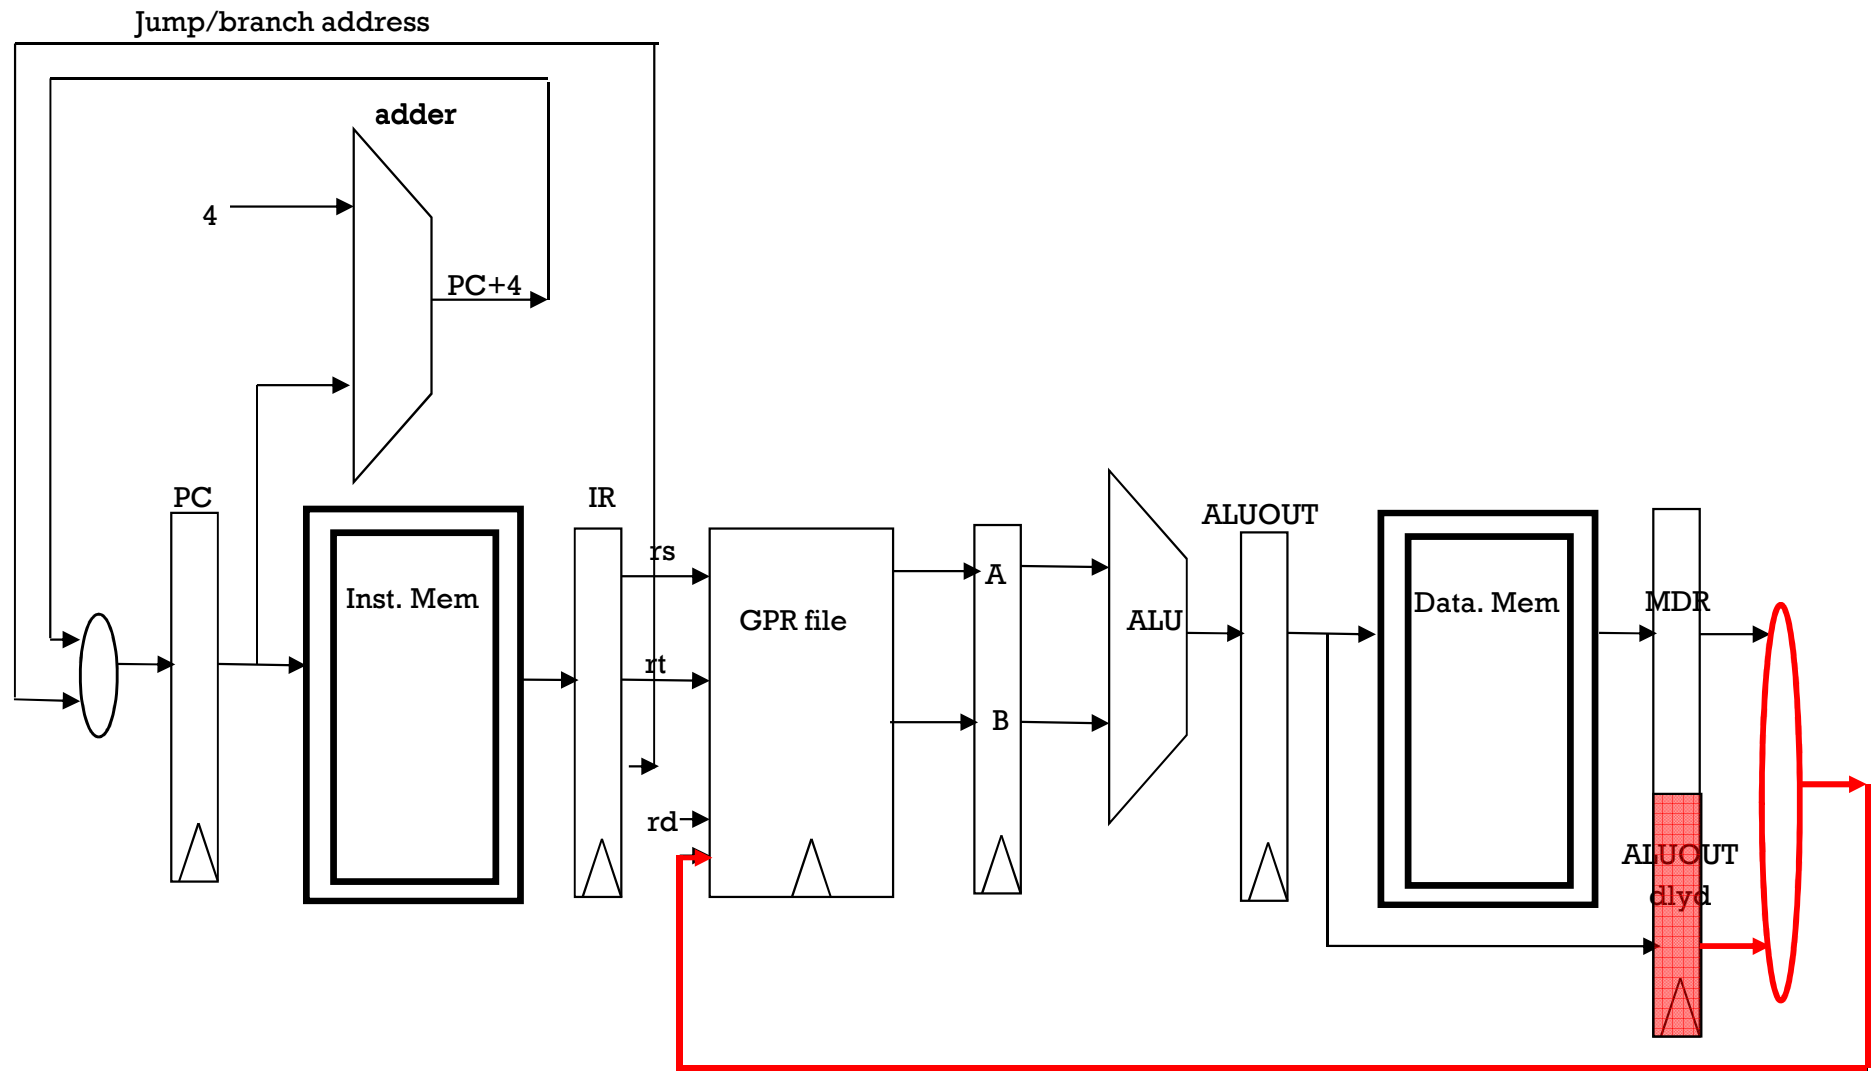 Jump/branch address
adder
4
PC+4
PC
IR
ALUOUT
rs
A
Inst. Mem
Data. Mem
MDR
GPR file
ALU
rt
B
rd
ALUOUT
dlyd